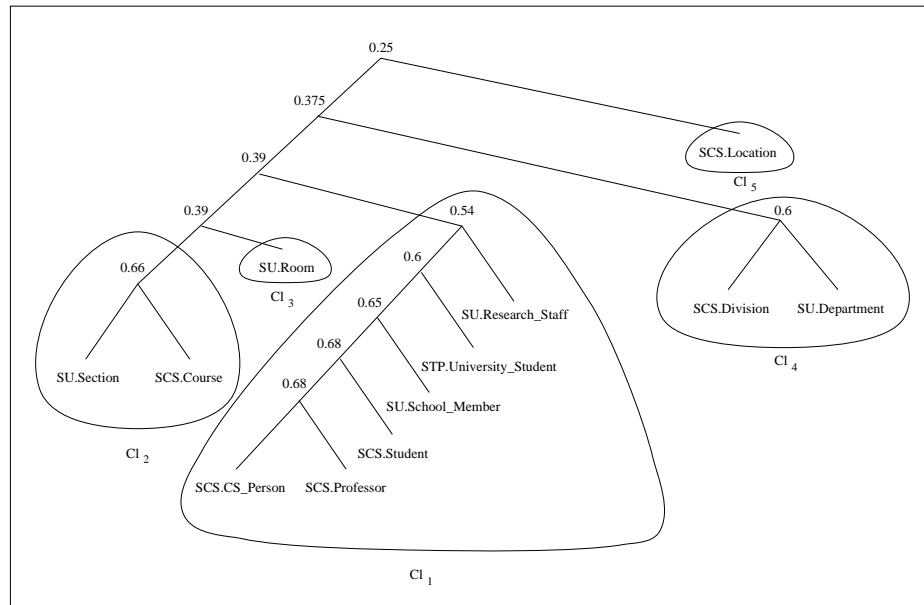 0.25
0.375
SCS.Location
Cl 5
0.39
0.39
0.54
0.6
0.66
SU.Room
0.6
Cl 3
0.65
SU.Research_Staff
SCS.Division
SU.Department
0.68
STP.University_Student
Cl 4
SU.Section
SCS.Course
0.68
SU.School_Member
Cl 2
SCS.Student
SCS.CS_Person
SCS.Professor
Cl 1